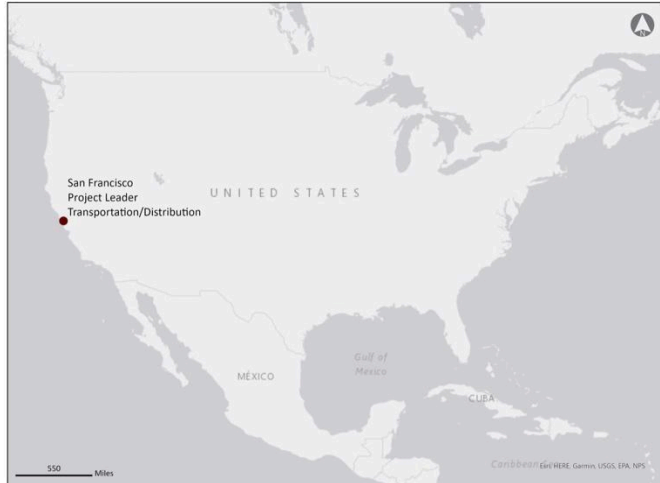 N
San Francisco
Project Leader
Transportation/Distribution
UNITED STATES
Gulf of
Mexico
MÉXICO
CUBA
550
Miles
Caribbean
Esri, HERE, Garmin, USGS, EPA, NPS